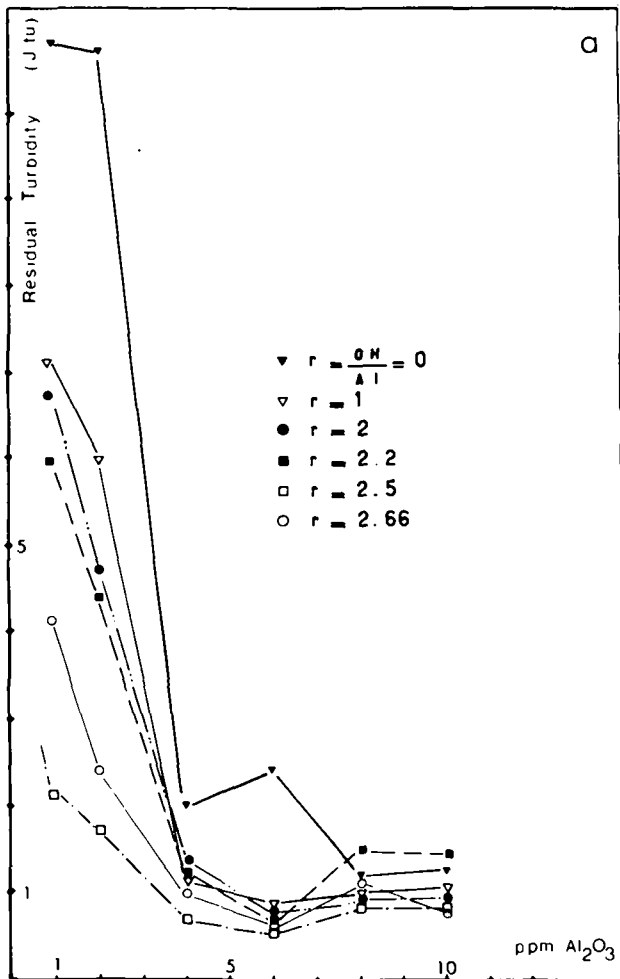 a
Residual Turbidity (Jtu)
▼ r = OH/Al = 0
▽ r = 1
● r = 2
■ r = 2.2
□ r = 2.5
○ r = 2.66
5
1
1 5 10
ppm Al₂O₃